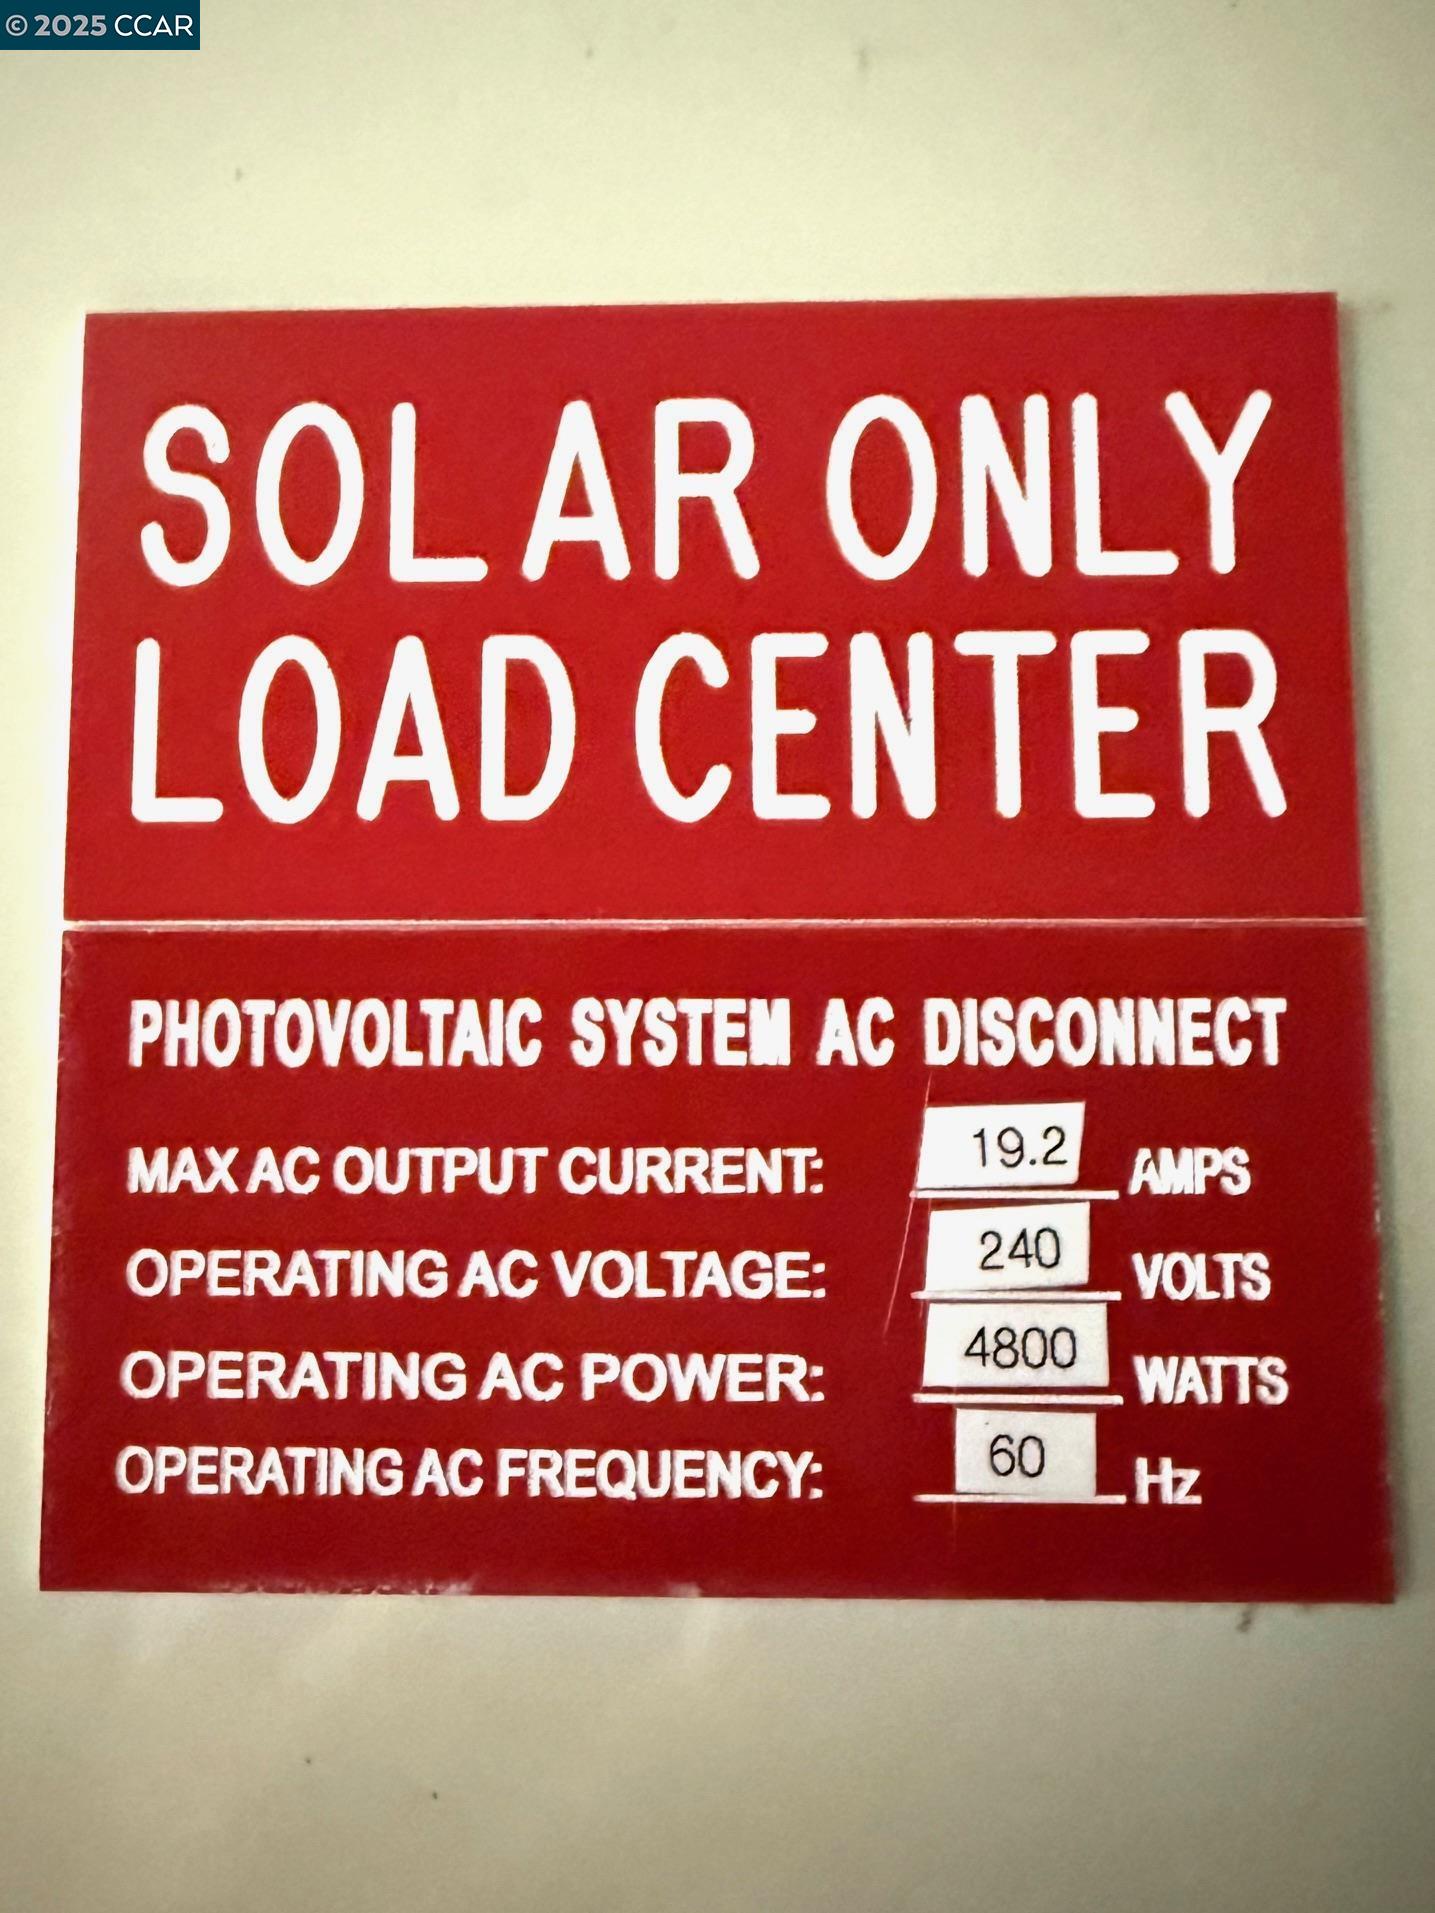 © 2025 CCAR
SOLAR ONLY
LOAD CENTER
PHOTOVOLTAIC SYSTEM AC DISCONNECT
MAX AC OUTPUT CURRENT: 19.2 AMPS
OPERATING AC VOLTAGE: 240 VOLTS
OPERATING AC POWER: 4800 WATTS
OPERATING AC FREQUENCY: 60 Hz